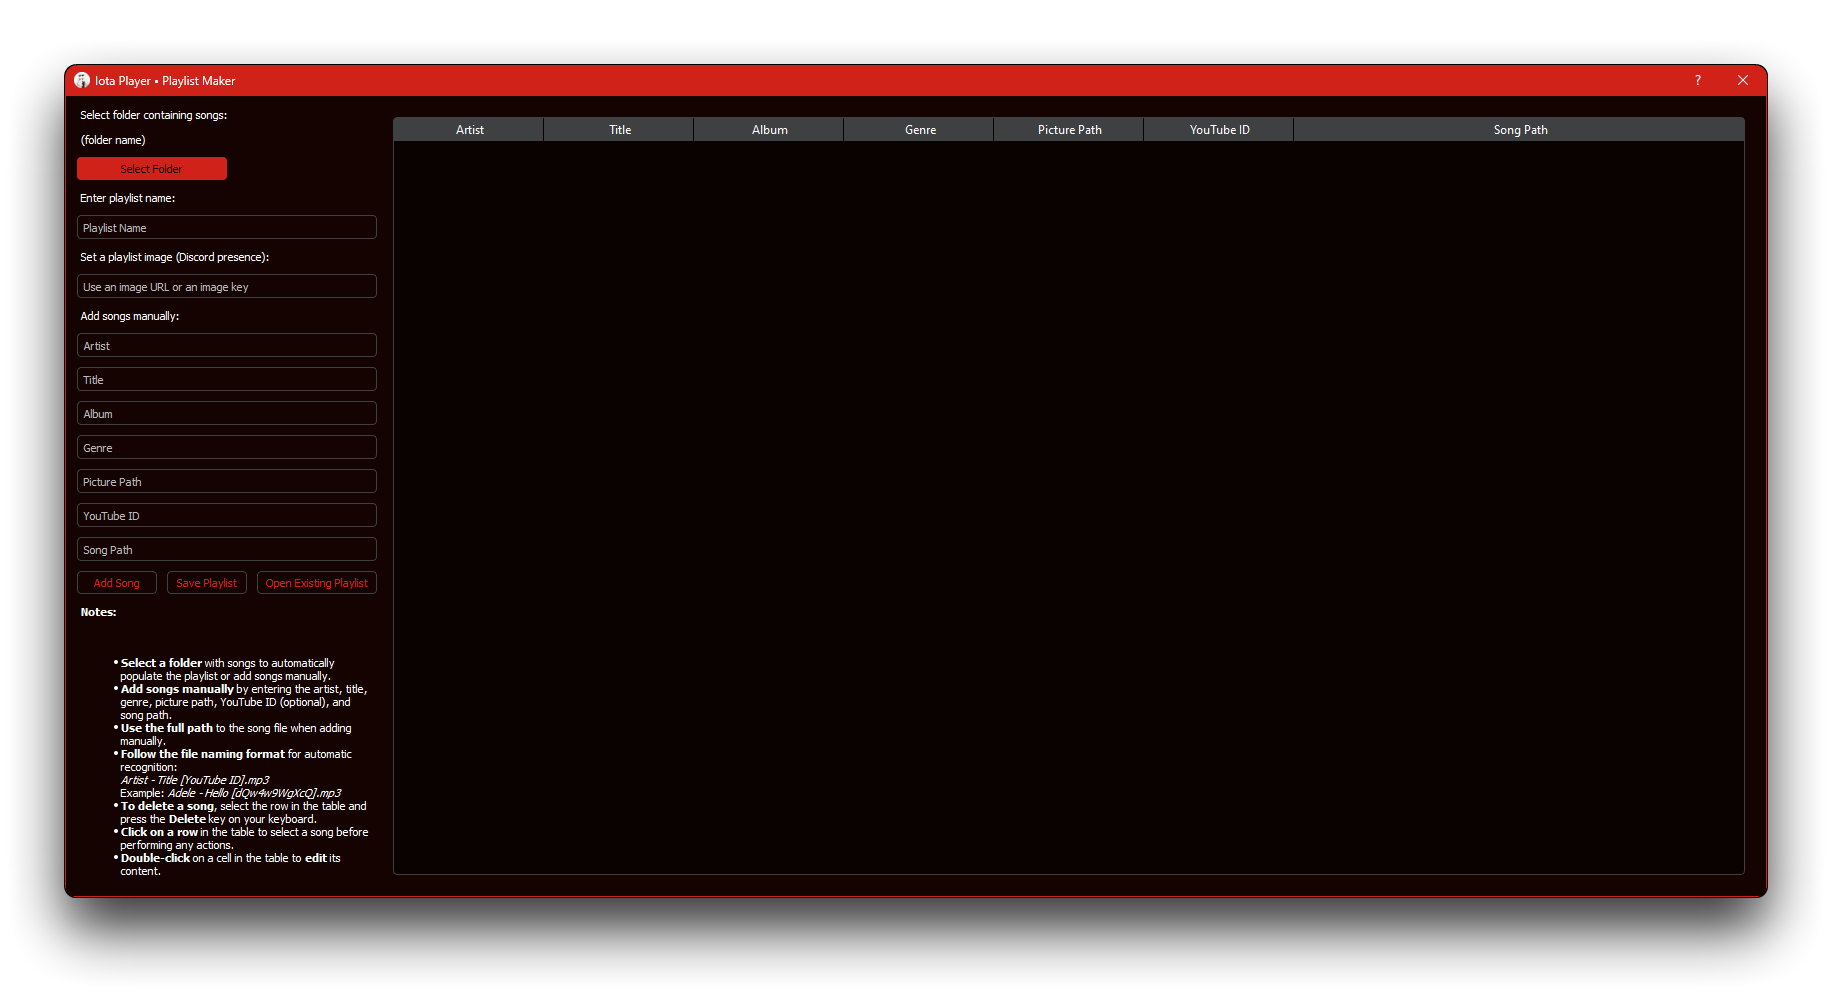 Iota Player • Playlist Maker
?
Select folder containing songs:
(folder name)
Select Folder
Enter playlist name:
Playlist Name
Set a playlist image (Discord presence):
Use an image URL or an image key
Add songs manually:
Artist
Title
Album
Genre
Picture Path
YouTube ID
Song Path
Add Song Save Playlist Open Existing Playlist
Notes:
• Select a folder with songs to automatically
populate the playlist or add songs manually.
• Add songs manually by entering the artist, title,
genre, picture path, YouTube ID (optional), and
song path.
• Use the full path to the song file when adding
manually.
• Follow the file naming format for automatic
recognition:
Artist - Title [YouTube ID].mp3
Example: Adele - Hello [dQw4w9WgXcQ].mp3
• To delete a song, select the row in the table and
press the Delete key on your keyboard.
• Click on a row in the table to select a song before
performing any actions.
• Double-click on a cell in the table to edit its
content.
Artist Title Album Genre Picture Path YouTube ID Song Path